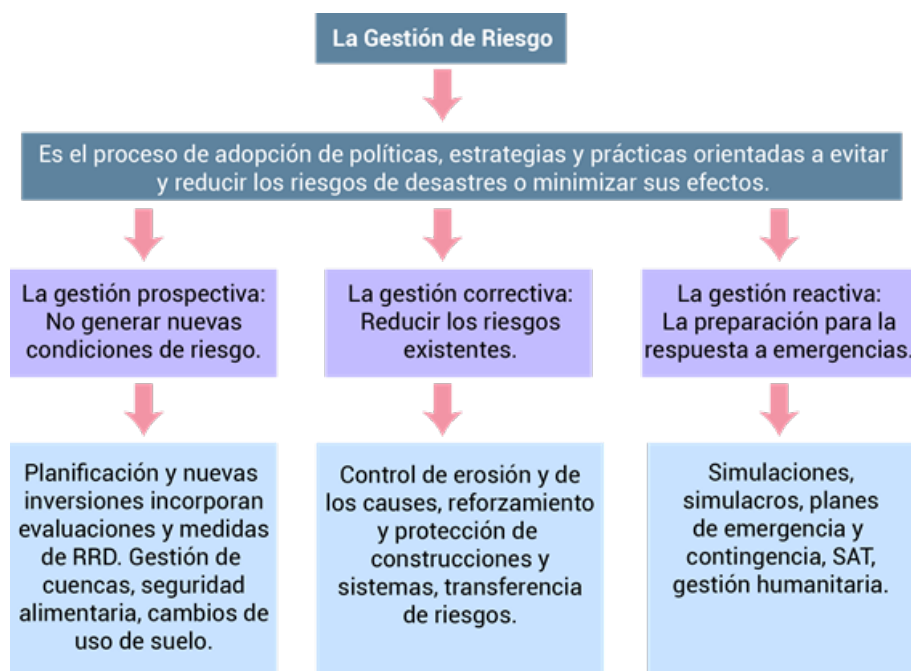 La Gestión de Riesgo
Es el proceso de adopción de políticas, estrategias y prácticas orientadas a evitar
y reducir los riesgos de desastres o minimizar sus efectos.
La gestión prospectiva:
No generar nuevas
condiciones de riesgo.
La gestión correctiva:
Reducir los riesgos
existentes.
La gestión reactiva:
La preparación para la
respuesta a emergencias.
Planificación y nuevas
inversiones incorporan
evaluaciones y medidas
de RRD. Gestión de
cuencas, seguridad
alimentaria, cambios de
uso de suelo.
Control de erosión y de
los causes, reforzamiento
y protección de
construcciones y
sistemas, transferencia
de riesgos.
Simulaciones,
simulacros, planes
de emergencia y
contingencia, SAT,
gestión humanitaria.